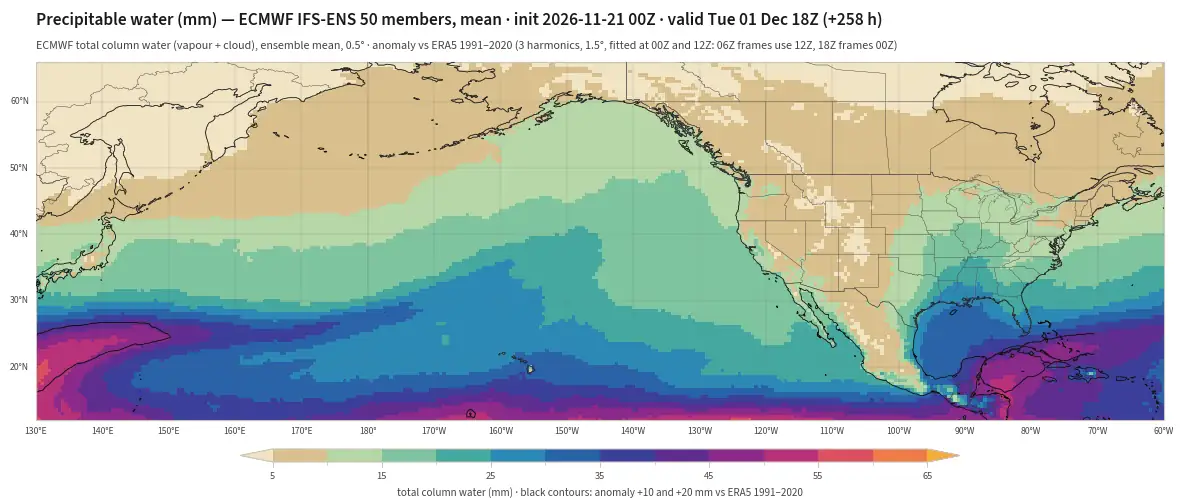 Precipitable water (mm) — ECMWF IFS-ENS 50 members, mean · init 2026-11-21 00Z · valid Tue 01 Dec 18Z (+258 h)
ECMWF total column water (vapour + cloud), ensemble mean, 0.5° · anomaly vs ERA5 1991–2020 (3 harmonics, 1.5°, fitted at 00Z and 12Z: 06Z frames use 12Z, 18Z frames 00Z)
60°N
50°N
40°N
30°N
20°N
130°E 140°E 150°E 160°E 170°E 180° 170°W 160°W 150°W 140°W 130°W 120°W 110°W 100°W 90°W 80°W 70°W 60°W
5 15 25 35 45 55 65
total column water (mm) · black contours: anomaly +10 and +20 mm vs ERA5 1991–2020